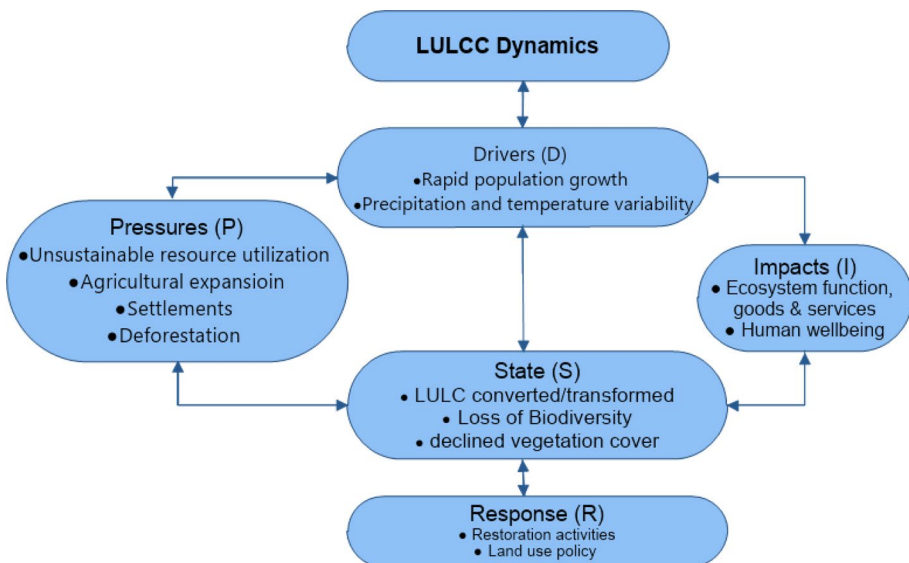 LULCC Dynamics
Drivers (D)
●Rapid population growth
●Precipitation and temperature variability
Pressures (P)
●Unsustainable resource utilization
●Agricultural expansioin
●Settlements
●Deforestation
Impacts (I)
● Ecosystem function,
goods & services
● Human wellbeing
State (S)
● LULC converted/transformed
● Loss of Biodiversity
● declined vegetation cover
Response (R)
● Restoration activities
● Land use policy